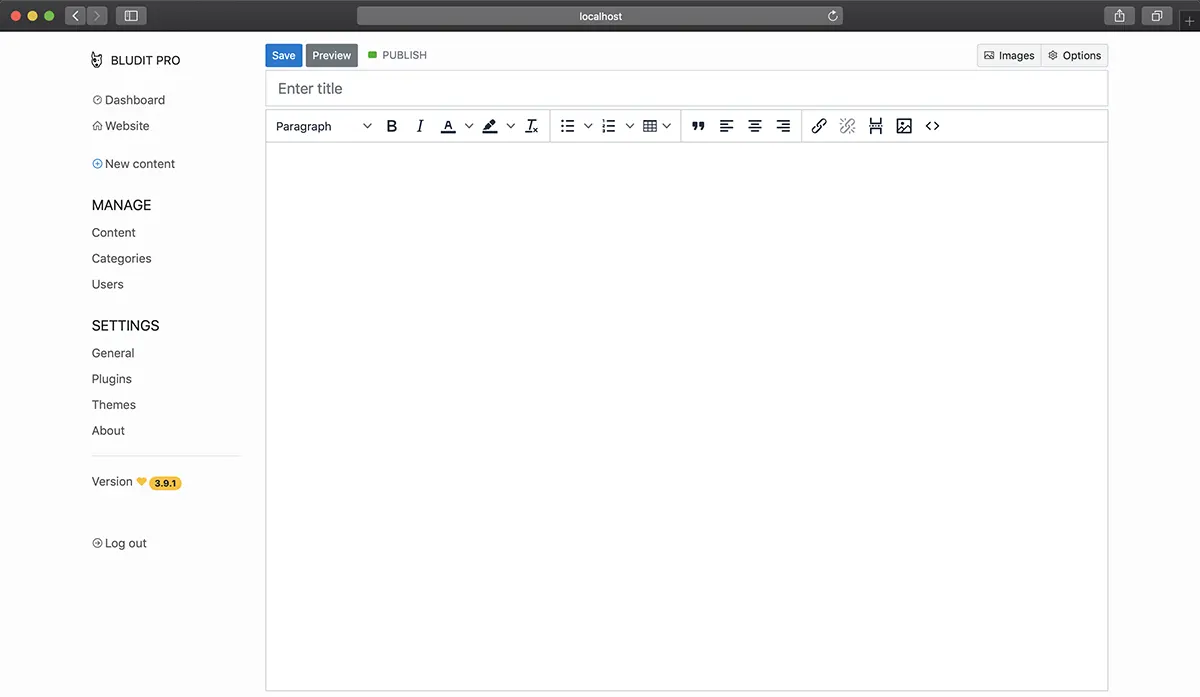 localhost
BLUDIT PRO
Dashboard
Website
New content
MANAGE
Content
Categories
Users
SETTINGS
General
Plugins
Themes
About
Version 3.9.1
Log out
Save Preview PUBLISH Images Options
Enter title
Paragraph B I A